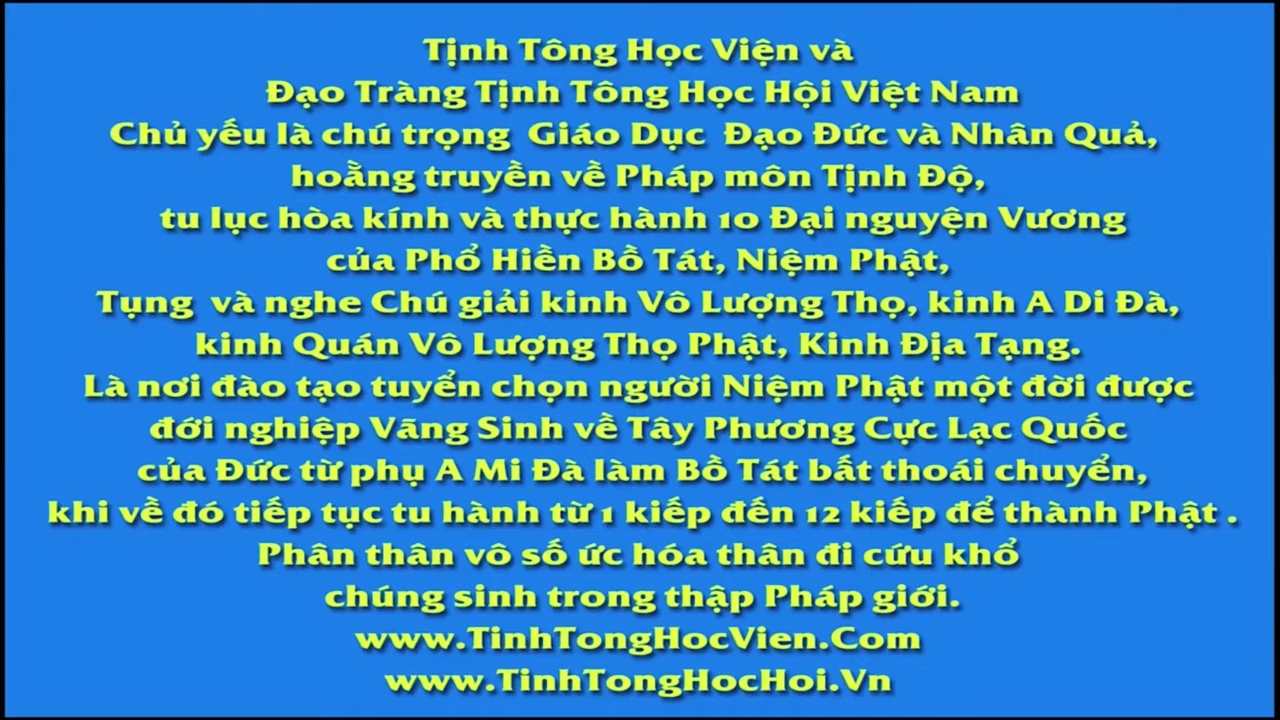 Tịnh Tông Học Viện và
Đạo Tràng Tịnh Tông Học Hội Việt Nam
Chủ yếu là chú trọng Giáo Dục Đạo Đức và Nhân Quả,
hoằng truyền về Pháp môn Tịnh Độ,
tu lục hòa kính và thực hành 10 Đại nguyện Vương
của Phổ Hiền Bồ Tát, Niệm Phật,
Tụng và nghe Chú giải kinh Vô Lượng Thọ, kinh A Di Đà,
kinh Quán Vô Lượng Thọ Phật, Kinh Địa Tạng.
Là nơi đào tạo tuyển chọn người Niệm Phật một đời được
đới nghiệp Vãng Sinh về Tây Phương Cực Lạc Quốc
của Đức từ phụ A Mi Đà làm Bồ Tát bất thoái chuyển,
khi về đó tiếp tục tu hành từ 1 kiếp đến 12 kiếp để thành Phật .
Phân thân vô số ức hóa thân đi cứu khổ
chúng sinh trong thập Pháp giới.
www.TinhTongHocVien.Com
www.TinhTongHocHoi.Vn